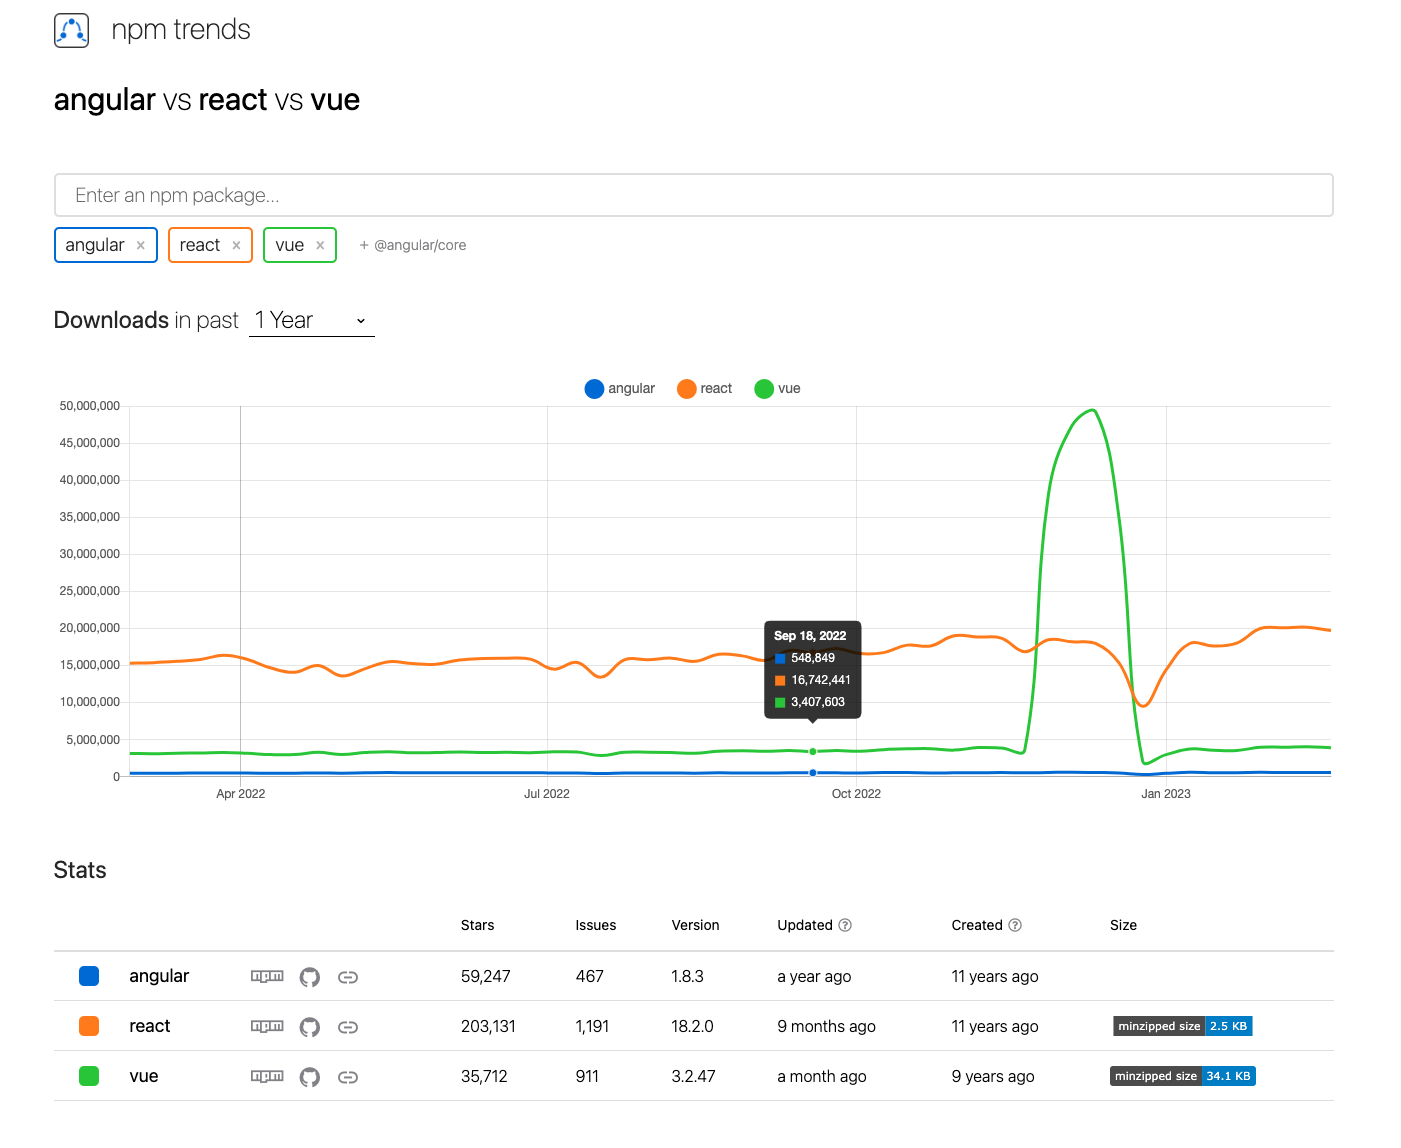 npm trends
angular vs react vs vue
Enter an npm package...
angular × react × vue × + @angular/core
Downloads in past 1 Year
angular react vue
50,000,000
45,000,000
40,000,000
35,000,000
30,000,000
25,000,000
20,000,000
15,000,000
10,000,000
5,000,000
0
Sep 18, 2022
548,849
16,742,441
3,407,603
Apr 2022 Jul 2022 Oct 2022 Jan 2023
Stats
Stars Issues Version Updated ? Created ? Size
angular npm 59,247 467 1.8.3 a year ago 11 years ago
react npm 203,131 1,191 18.2.0 9 months ago 11 years ago minzipped size 2.5 KB
vue npm 35,712 911 3.2.47 a month ago 9 years ago minzipped size 34.1 KB